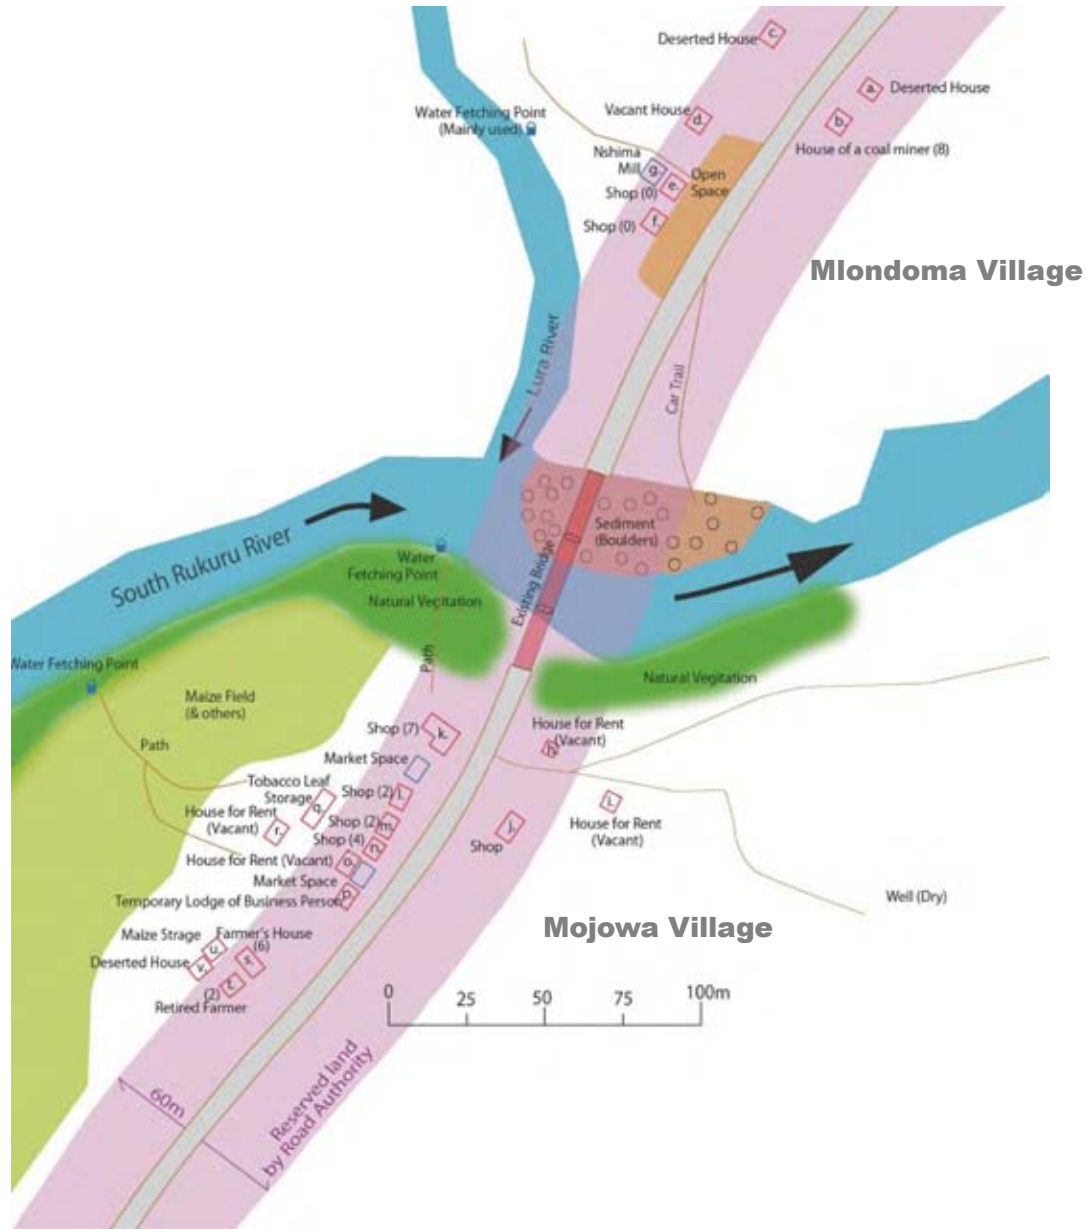 Deserted House
c.
a.
Deserted House
Water Fetching Point
(Mainly used)
Vacant House
d.
b.
House of a coal miner (8)
Nshima
Mill
g.
Open
Space
Shop (0)
e.
Shop (0)
f.
Mlondoma Village
Lura River
Car Trail
South Rukuru River
Sediment
(Boulders)
Existing Bridge
Water
Fetching Point
Natural Vegitation
Path
Water Fetching Point
Natural Vegitation
Maize Field
(& others)
Path
Shop (7)
k.
House for Rent
(Vacant)
h.
Market Space
Tobacco Leaf
Storage
q.
Shop (2)
l.
i.
House for Rent
(Vacant)
House for Rent
(Vacant)
r.
Shop (2)
m.
Shop (4)
n.
j.
Shop
House for Rent (Vacant)
o.
Market Space
Temporary Lodge of Business Person
p.
Well (Dry)
Mojowa Village
Maize Strage
u.
Farmer's House
(6)
s.
Deserted House
v.
t.
(2)
Retired Farmer
0 25 50 75 100m
60m
Reserved land
by Road Authority